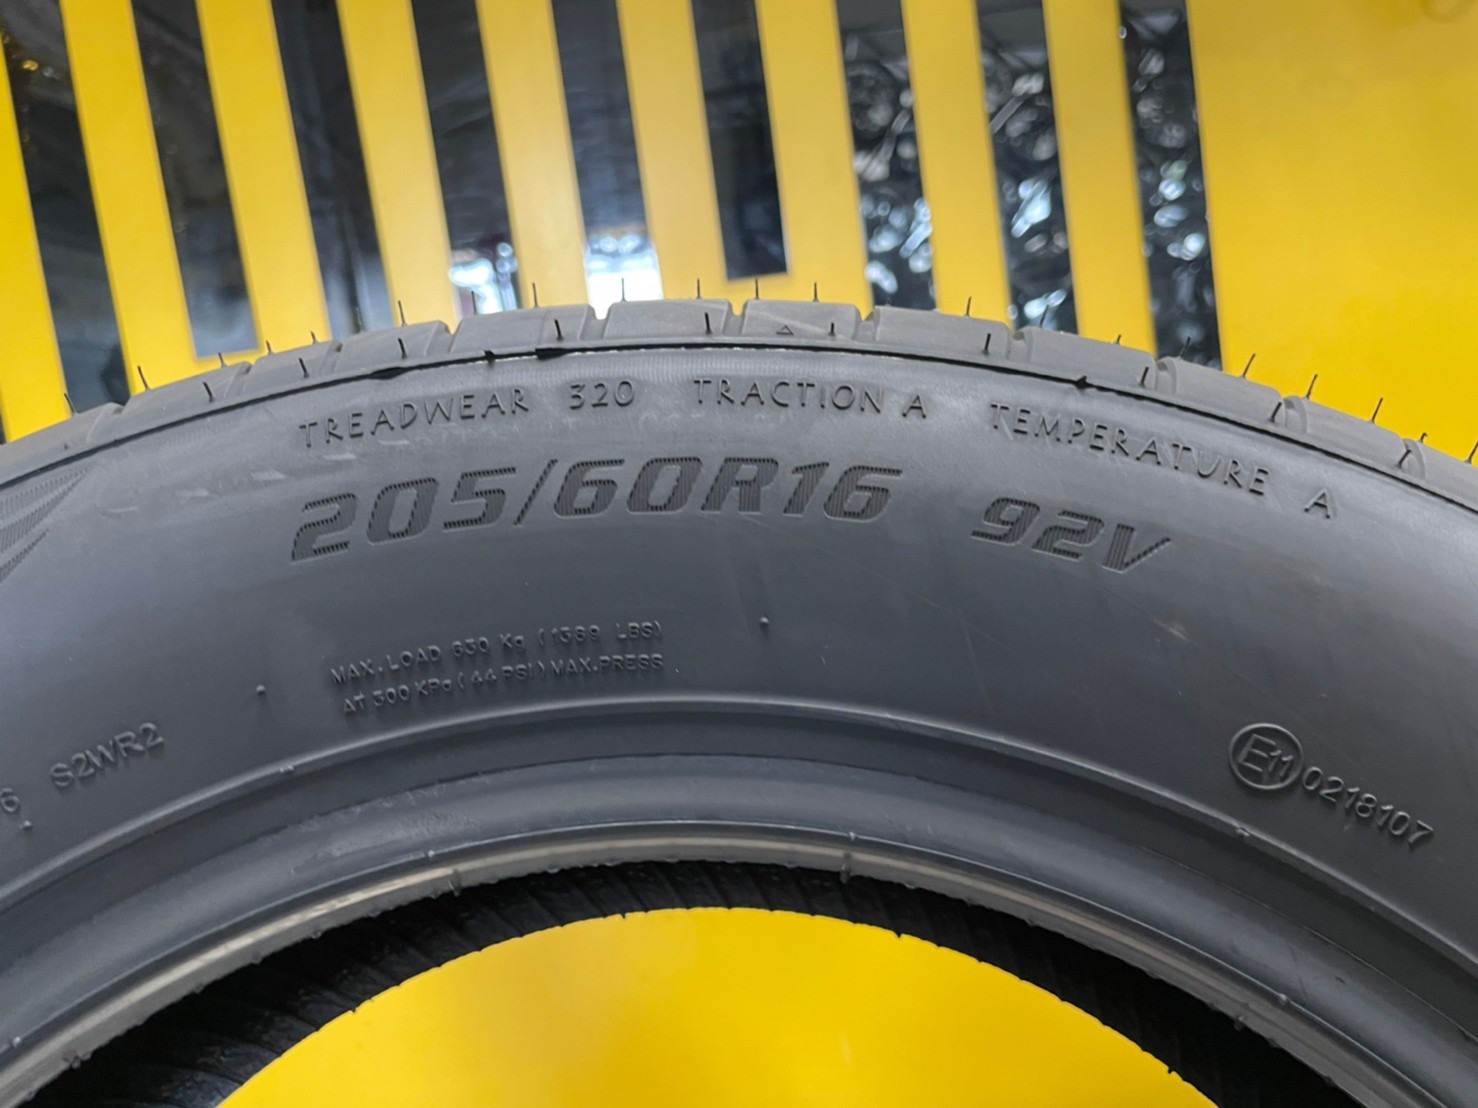 TREADWEAR 320 TRACTION A TEMPERATURE A
205/60R16 92V
MAX. LOAD 630 Kg (1389 LBS)
AT 300 KPa (44 PSI) MAX.PRESS
6 S2WR2
E11 0218107